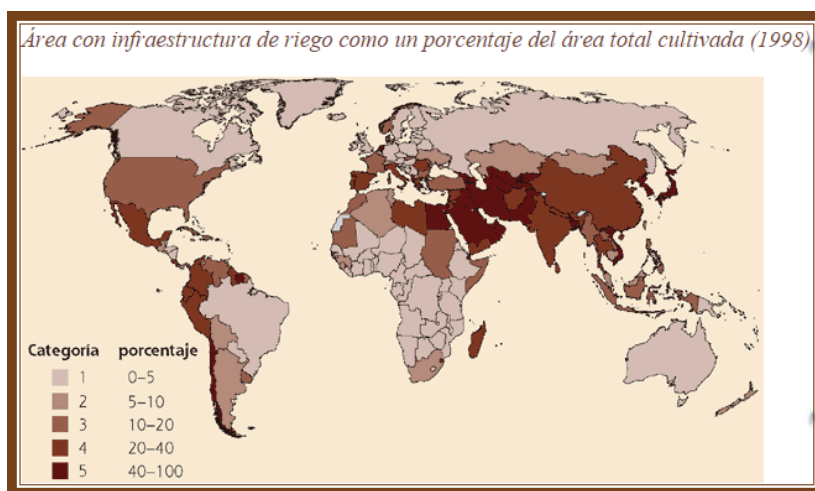 Área con infraestructura de riego como un porcentaje del área total cultivada (1998)
Categoría porcentaje
1 0–5
2 5–10
3 10–20
4 20–40
5 40–100